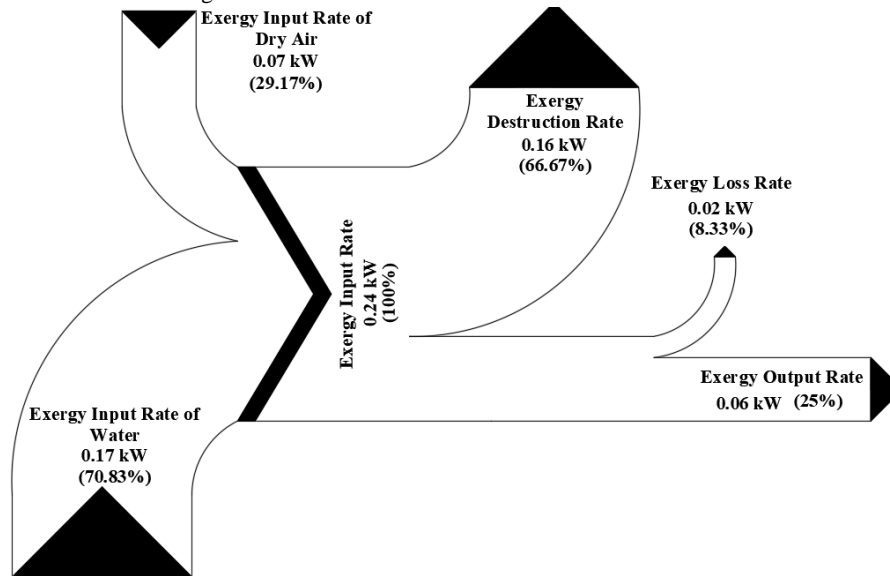 Exergy Input Rate of
Dry Air
0.07 kW
(29.17%)
Exergy
Destruction Rate
0.16 kW
(66.67%)
Exergy Loss Rate
0.02 kW
(8.33%)
Exergy Input Rate
0.24 kW
(100%)
Exergy Output Rate
0.06 kW (25%)
Exergy Input Rate of
Water
0.17 kW
(70.83%)